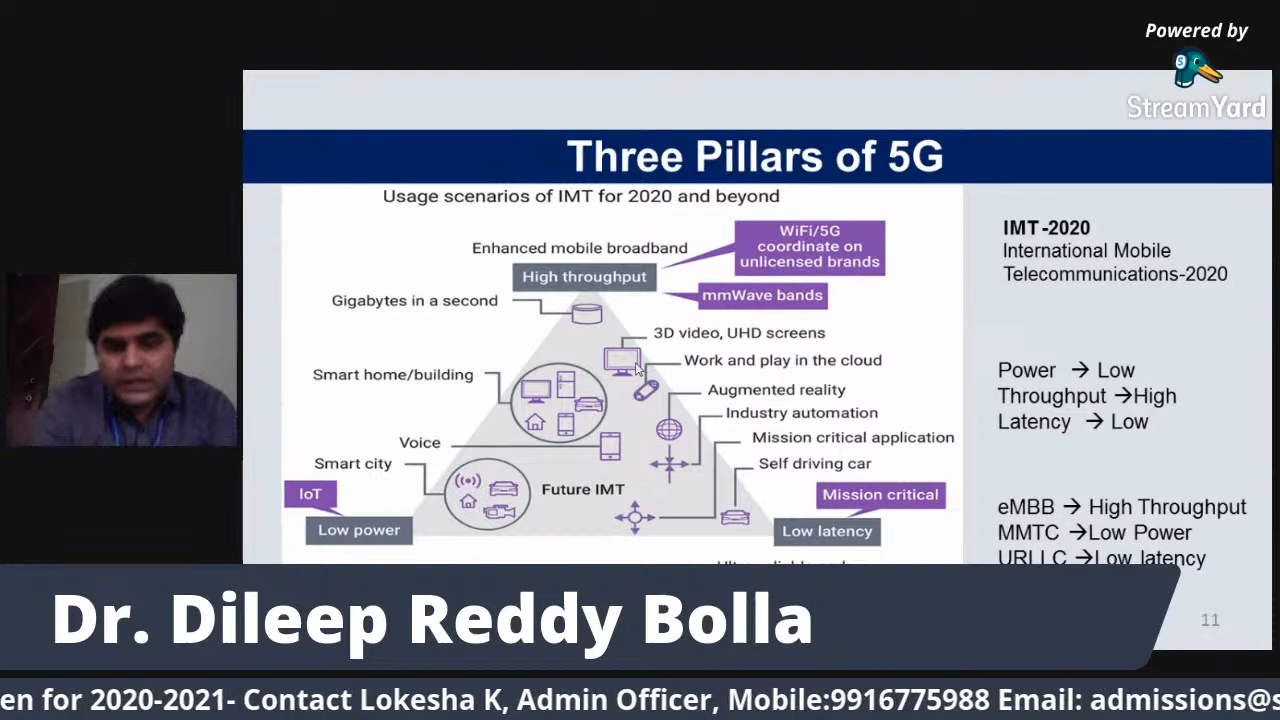 Powered by
StreamYard
Three Pillars of 5G
Usage scenarios of IMT for 2020 and beyond
Enhanced mobile broadband
High throughput
WiFi/5G
coordinate on
unlicensed brands
mmWave bands
Gigabytes in a second
3D video, UHD screens
Work and play in the cloud
Smart home/building
Augmented reality
Industry automation
Voice
Mission critical application
Smart city
Self driving car
IoT
Future IMT
Mission critical
Low power
Low latency
IMT-2020
International Mobile
Telecommunications-2020
Power → Low
Throughput →High
Latency → Low
eMBB → High Throughput
MMTC →Low Power
URLLC →Low latency
11
Dr. Dileep Reddy Bolla
en for 2020-2021- Contact Lokesha K, Admin Officer, Mobile:9916775988 Email: admissions@s